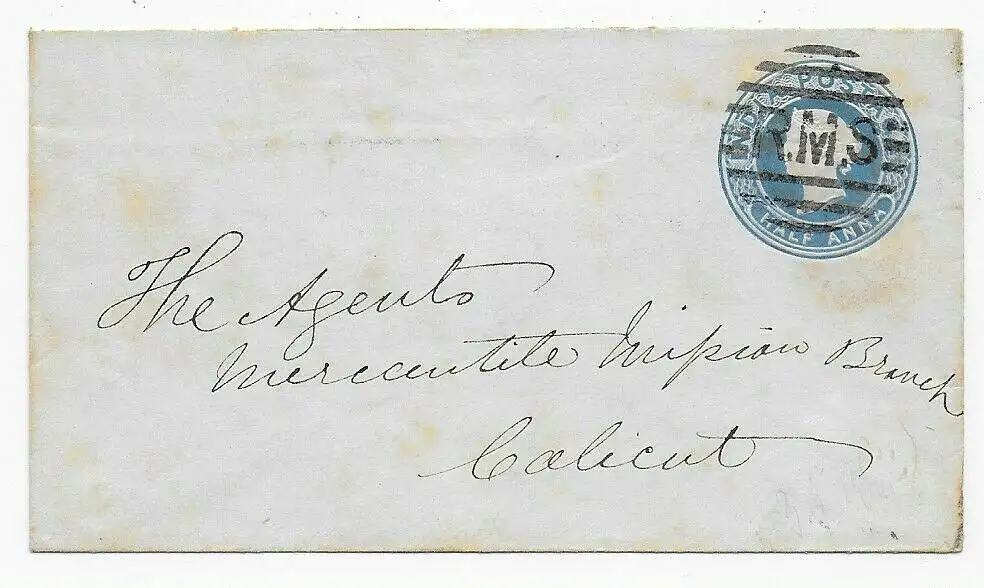 INDIA POSTAGE
R.M.S
HALF ANNA
The Agents
Mercantile Mission Branch
Calicut